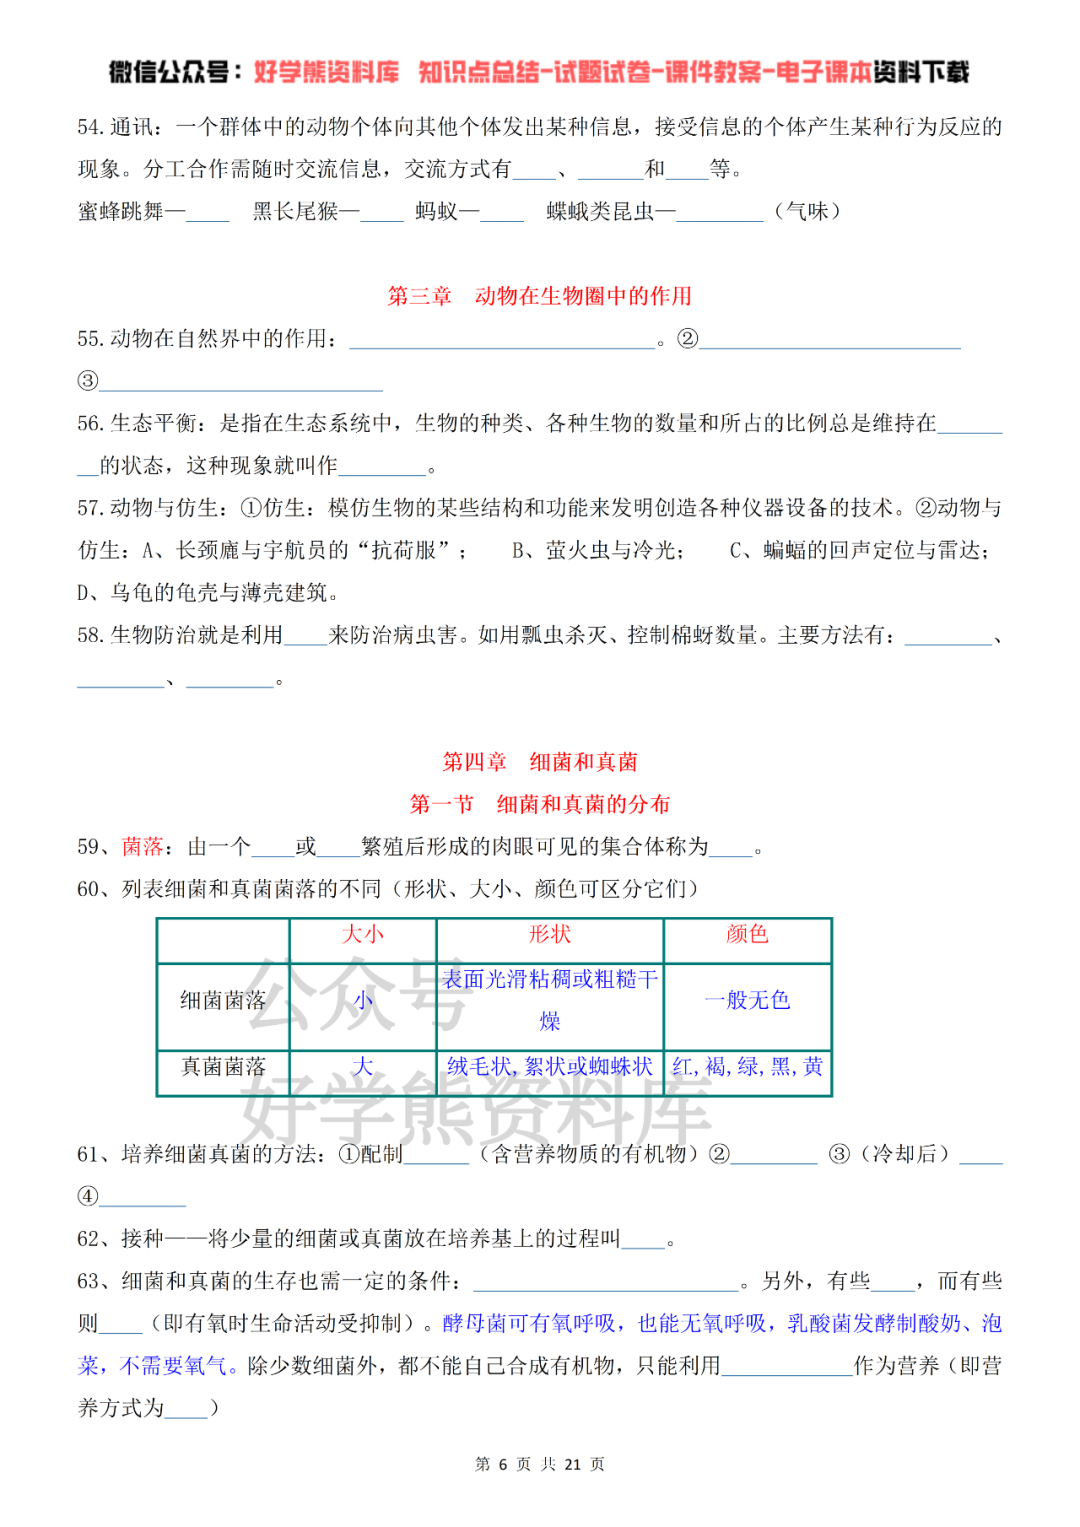 微信公众号：好学熊资料库 知识点总结-试题试卷-课件教案-电子课本资料下载
54.通讯：一个群体中的动物个体向其他个体发出某种信息，接受信息的个体产生某种行为反应的
现象。分工合作需随时交流信息，交流方式有____、______和____等。
蜜蜂跳舞—____ 黑长尾猴—____ 蚂蚁—____ 蝶蛾类昆虫—________（气味）
第三章 动物在生物圈中的作用
55.动物在自然界中的作用：____________________________。②________________________
③__________________________
56.生态平衡：是指在生态系统中，生物的种类、各种生物的数量和所占的比例总是维持在______
__的状态，这种现象就叫作________。
57.动物与仿生：①仿生：模仿生物的某些结构和功能来发明创造各种仪器设备的技术。②动物与
仿生：A、长颈鹿与宇航员的“抗荷服”； B、萤火虫与冷光； C、蝙蝠的回声定位与雷达；
D、乌龟的龟壳与薄壳建筑。
58.生物防治就是利用____来防治病虫害。如用瓢虫杀灭、控制棉蚜数量。主要方法有：________、
________、________。
第四章 细菌和真菌
第一节 细菌和真菌的分布
59、菌落：由一个____或____繁殖后形成的肉眼可见的集合体称为____。
60、列表细菌和真菌菌落的不同（形状、大小、颜色可区分它们）
大小 形状 颜色
细菌菌落 小 表面光滑粘稠或粗糙干燥 一般无色
真菌菌落 大 绒毛状,絮状或蜘蛛状 红,褐,绿,黑,黄
公众号
好学熊资料库
61、培养细菌真菌的方法：①配制______（含营养物质的有机物）②________ ③（冷却后）____
④________
62、接种——将少量的细菌或真菌放在培养基上的过程叫____。
63、细菌和真菌的生存也需一定的条件：________________________。另外，有些____，而有些
则____（即有氧时生命活动受抑制）。酵母菌可有氧呼吸，也能无氧呼吸，乳酸菌发酵制酸奶、泡
菜，不需要氧气。除少数细菌外，都不能自己合成有机物，只能利用____________作为营养（即营
养方式为____）
第 6 页 共 21 页